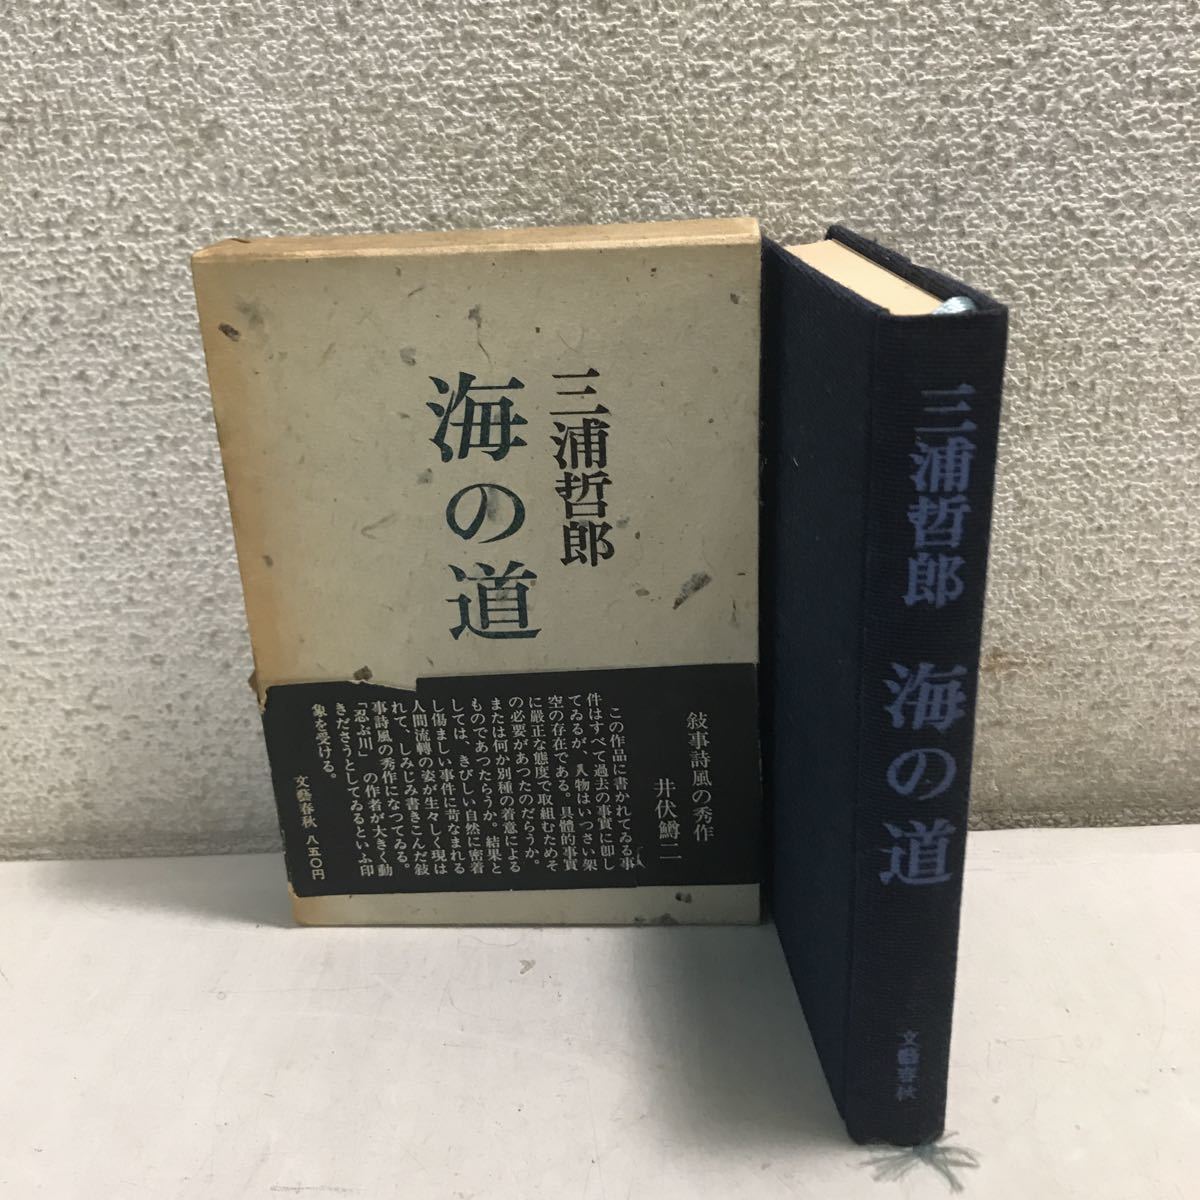 三浦哲郎
海の道
敍事詩風の秀作
井伏鱒二
この作品に書かれてゐる事
件はすべて過去の事實に卽し
てゐるが、人物はいつさい架
空の存在である。具體的事實
に嚴正な態度で取組むためそ
の必要があつたのだらうか。
または何か別種の着意による
ものであつたらうか。結果と
しては、きびしい自然に密着
し傷ましい事件に苛なまれる
人間流轉の姿が生々しく現は
れて、しみじみ書きこんだ敍
事詩風の秀作になつてゐる。
「忍ぶ川」の作者が大きく動
きださうとしてゐるといふ印
象を受ける。
文藝春秋 八五〇円
三浦哲郎 海の道
文藝春秋